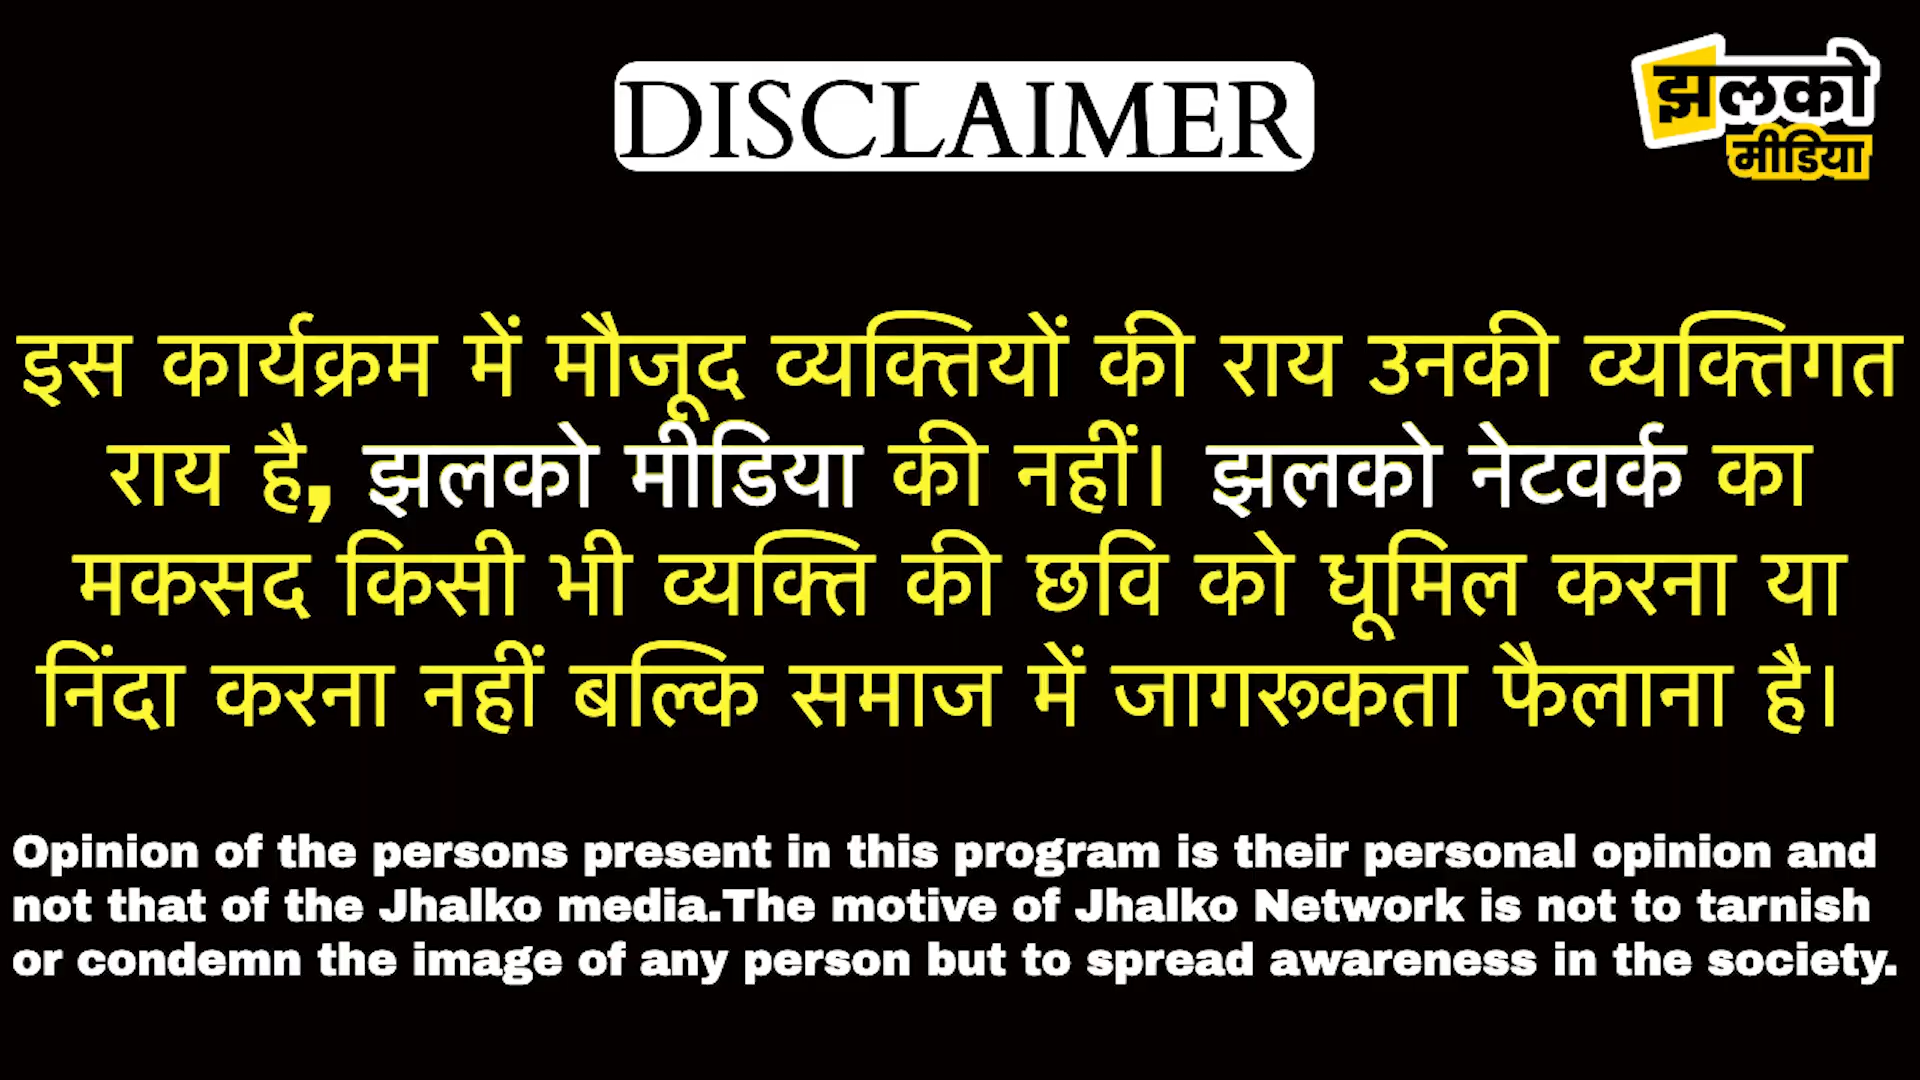 DISCLAIMER
झलको
मीडिया
इस कार्यक्रम में मौजूद व्यक्तियों की राय उनकी व्यक्तिगत
राय है, झलको मीडिया की नहीं। झलको नेटवर्क का
मकसद किसी भी व्यक्ति की छवि को धूमिल करना या
निंदा करना नहीं बल्कि समाज में जागरूकता फैलाना है।
Opinion of the persons present in this program is their personal opinion and
not that of the Jhalko media.The motive of Jhalko Network is not to tarnish
or condemn the image of any person but to spread awareness in the society.